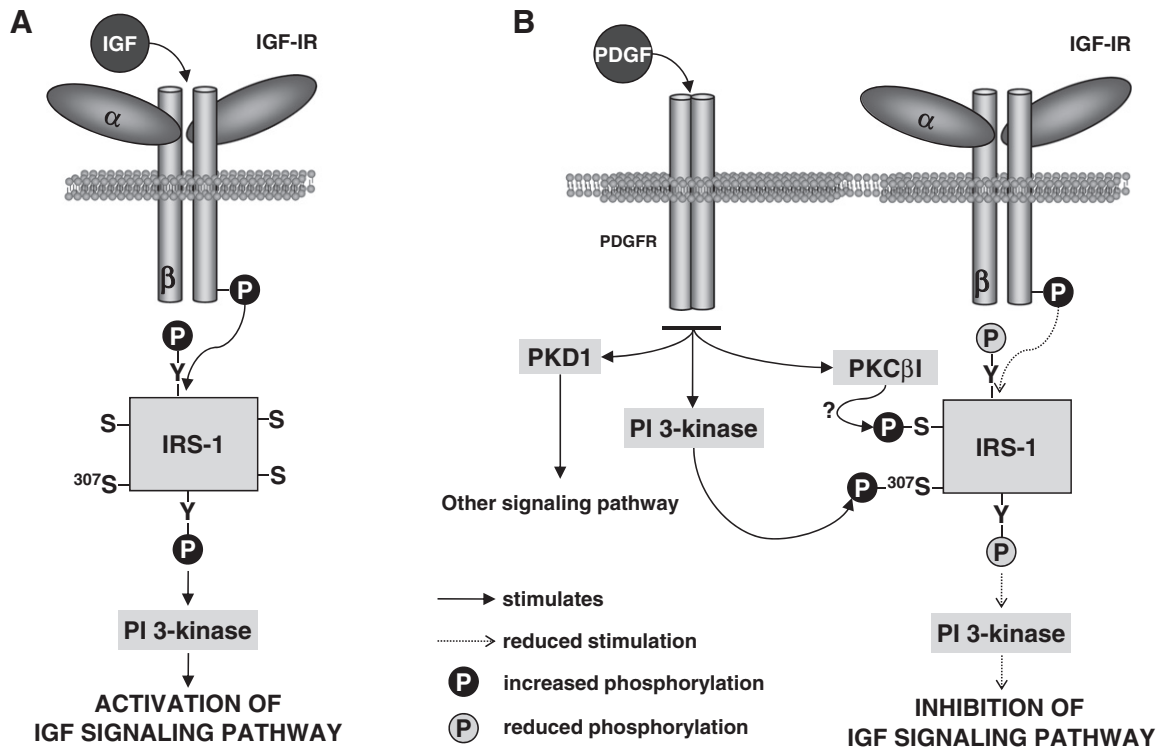 A
IGF
IGF-IR
α
β
P
P
Y
S
S
IRS-1
307S
S
Y
P
PI 3-kinase
ACTIVATION OF
IGF SIGNALING PATHWAY
B
PDGF
IGF-IR
α
PDGFR
β
P
P
Y
PKD1
PKCβI
?
PI 3-kinase
P
S
IRS-1
P
307S
Other signaling pathway
Y
P
PI 3-kinase
INHIBITION OF
IGF SIGNALING PATHWAY
stimulates
reduced stimulation
P increased phosphorylation
P reduced phosphorylation